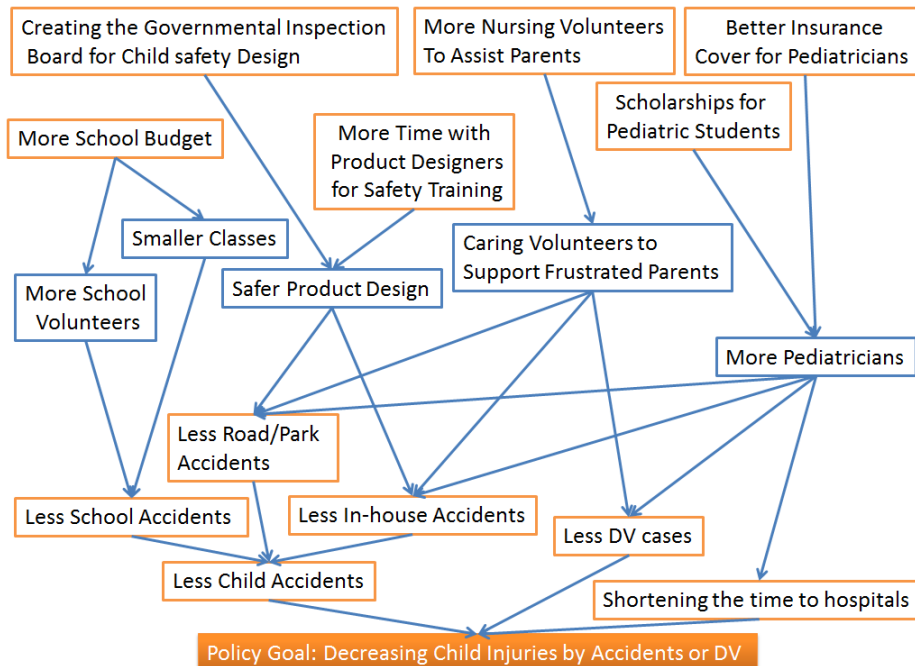 Creating the Governmental Inspection
Board for Child safety Design
More Nursing Volunteers
To Assist Parents
Better Insurance
Cover for Pediatricians
Scholarships for
Pediatric Students
More School Budget
More Time with
Product Designers
for Safety Training
Smaller Classes
Caring Volunteers to
Support Frustrated Parents
More School
Volunteers
Safer Product Design
More Pediatricians
Less Road/Park
Accidents
Less School Accidents
Less In-house Accidents
Less DV cases
Less Child Accidents
Shortening the time to hospitals
Policy Goal: Decreasing Child Injuries by Accidents or DV